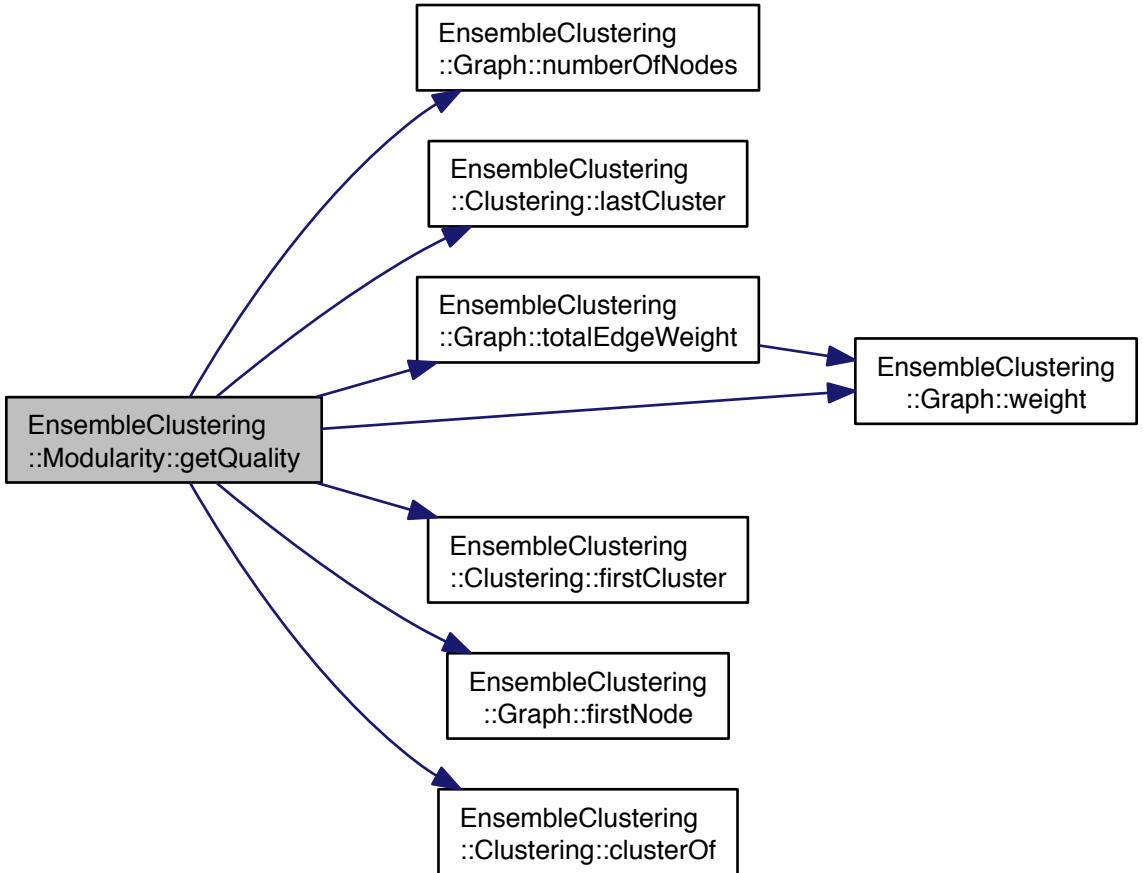 EnsembleClustering
::Graph::numberOfNodes
EnsembleClustering
::Clustering::lastCluster
EnsembleClustering
::Graph::totalEdgeWeight
EnsembleClustering
::Graph::weight
EnsembleClustering
::Modularity::getQuality
EnsembleClustering
::Clustering::firstCluster
EnsembleClustering
::Graph::firstNode
EnsembleClustering
::Clustering::clusterOf